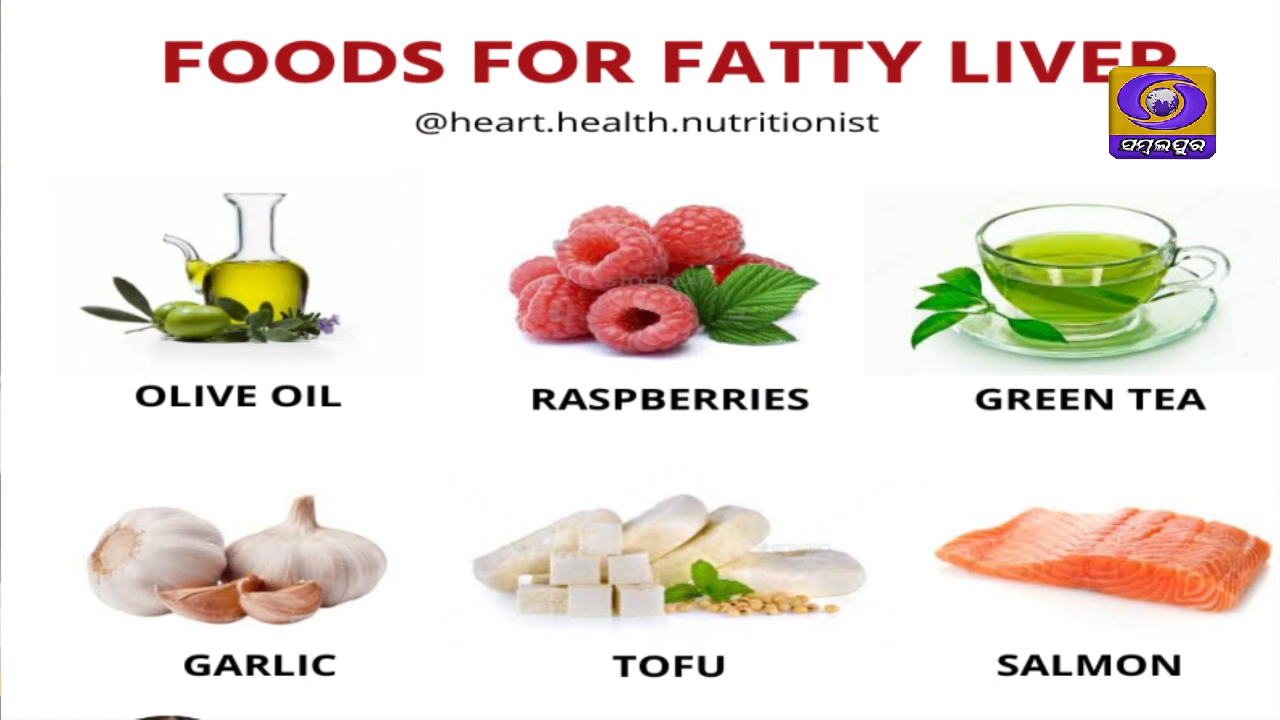 FOODS FOR FATTY LIVER
@heart.health.nutritionist
ସମ୍ବଲପୁର
OLIVE OIL
RASPBERRIES
GREEN TEA
GARLIC
TOFU
SALMON